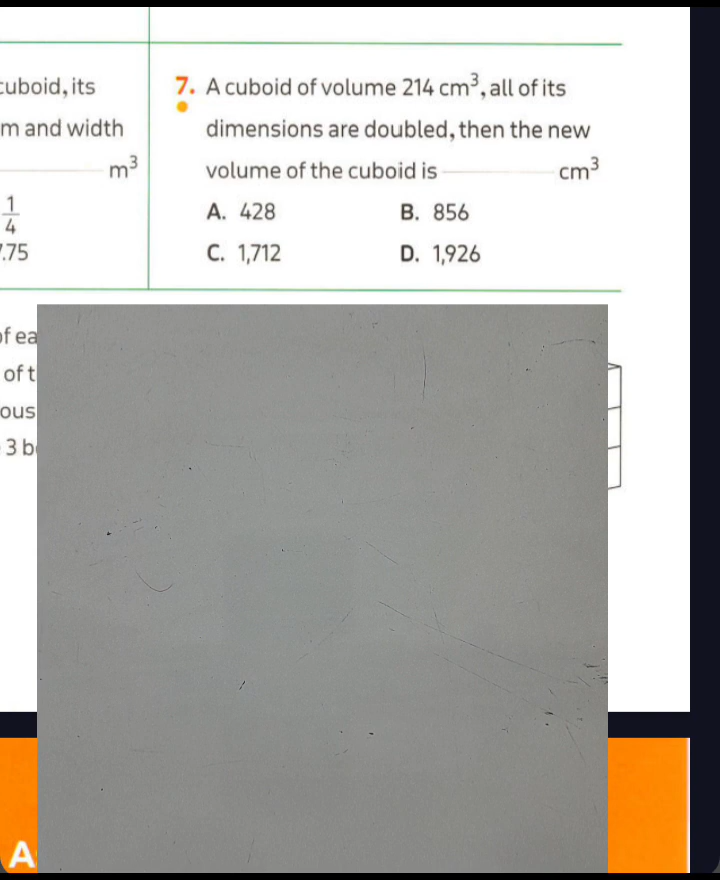 cuboid, its
m and width
m³
1/4
.75
7. A cuboid of volume 214 cm³, all of its
dimensions are doubled, then the new
volume of the cuboid is ———— cm³
A. 428 B. 856
C. 1,712 D. 1,926
of ea
of t
ous
3 b
A